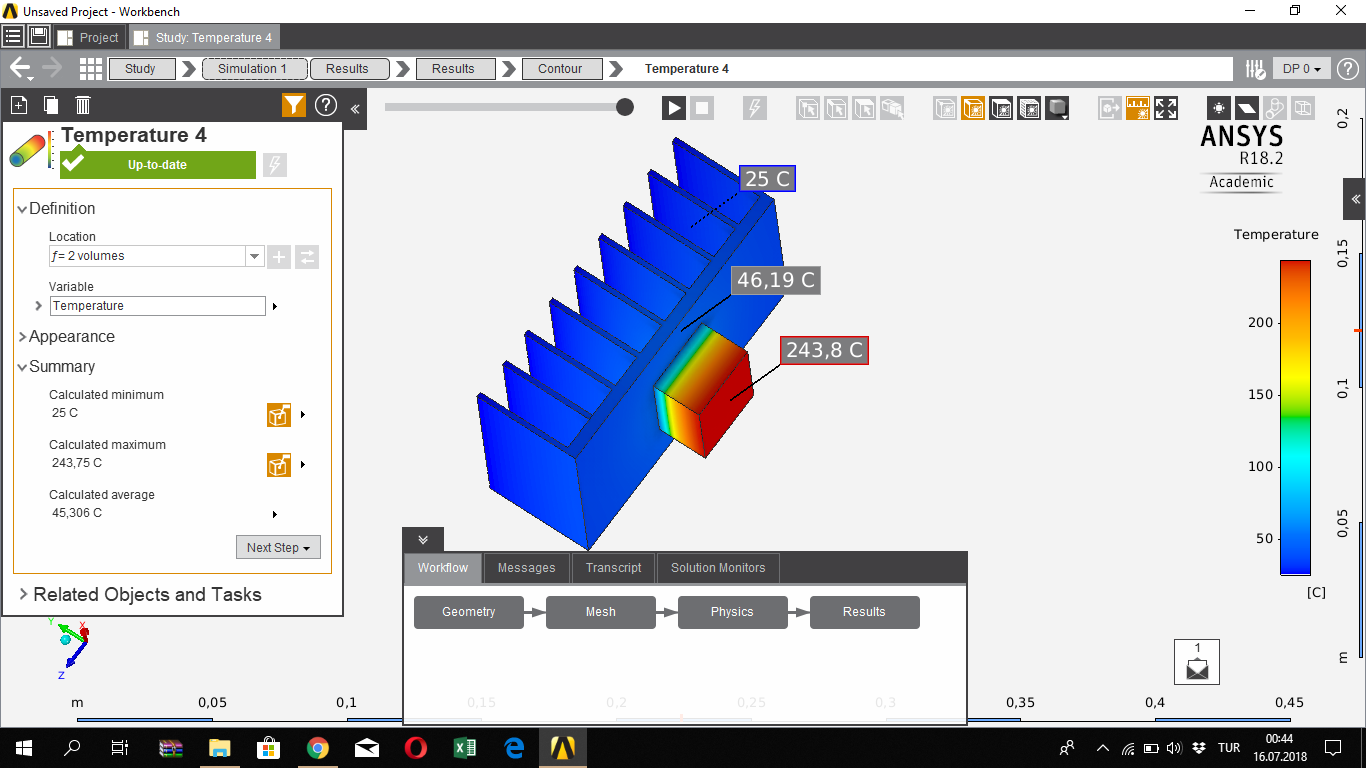 Unsaved Project - Workbench
Project
Study: Temperature 4
Study
Simulation 1
Results
Results
Contour
Temperature 4
DP 0
Temperature 4
Up-to-date
Definition
Location
ƒ= 2 volumes
Variable
Temperature
Appearance
Summary
Calculated minimum
25 C
Calculated maximum
243,75 C
Calculated average
45,306 C
Next Step
Related Objects and Tasks
25 C
46,19 C
243,8 C
ANSYS
R18.2
Academic
Temperature
200
150
100
50
[C]
0,2
0,15
0,1
0,05
m
1
Y
X
Z
Workflow
Messages
Transcript
Solution Monitors
Geometry
Mesh
Physics
Results
m
0,05
0,1
0,15
0,2
0,25
0,3
0,35
0,4
0,45
TUR
00:44
16.07.2018